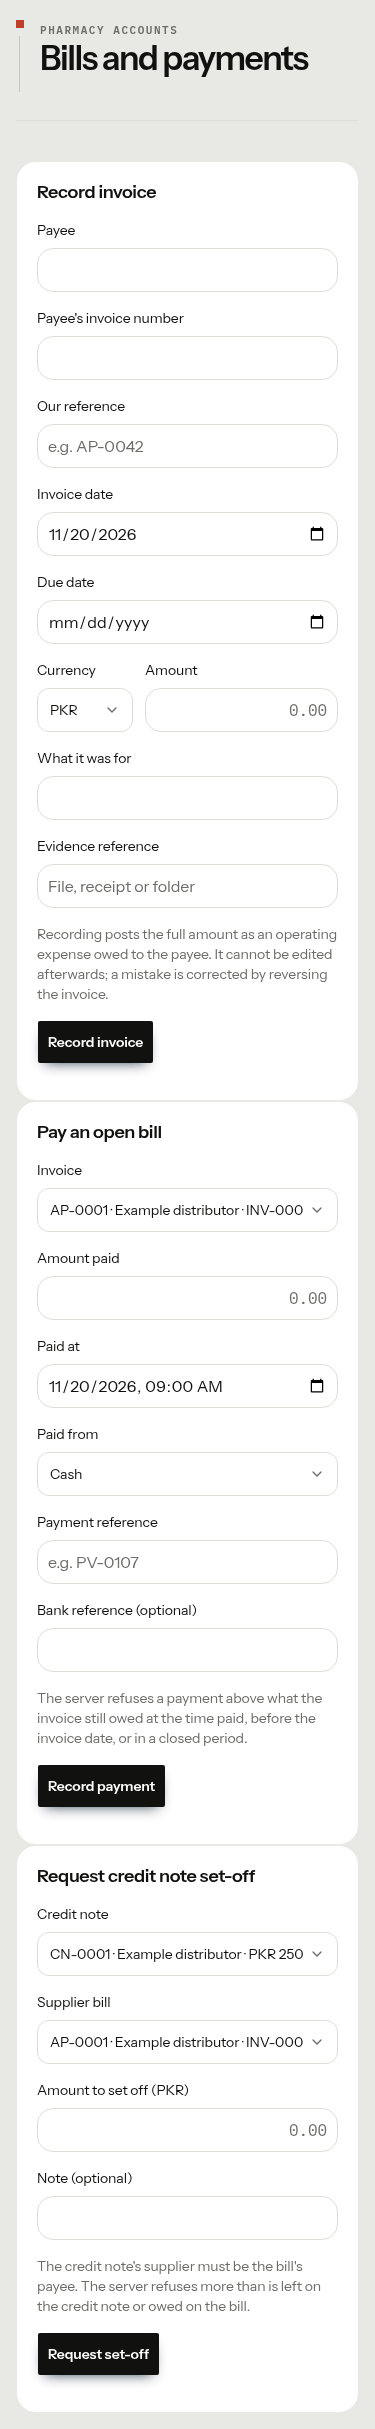 PHARMACY ACCOUNTS
Bills and payments
Record invoice
Payee
Payee's invoice number
Our reference
e.g. AP-0042
Invoice date
11/20/2026
Due date
mm/dd/yyyy
Currency Amount
PKR 0.00
What it was for
Evidence reference
File, receipt or folder
Recording posts the full amount as an operating
expense owed to the payee. It cannot be edited
afterwards; a mistake is corrected by reversing
the invoice.
Record invoice
Pay an open bill
Invoice
AP-0001 · Example distributor · INV-000
Amount paid
0.00
Paid at
11/20/2026, 09:00 AM
Paid from
Cash
Payment reference
e.g. PV-0107
Bank reference (optional)
The server refuses a payment above what the
invoice still owed at the time paid, before the
invoice date, or in a closed period.
Record payment
Request credit note set-off
Credit note
CN-0001 · Example distributor · PKR 250
Supplier bill
AP-0001 · Example distributor · INV-000
Amount to set off (PKR)
0.00
Note (optional)
The credit note's supplier must be the bill's
payee. The server refuses more than is left on
the credit note or owed on the bill.
Request set-off